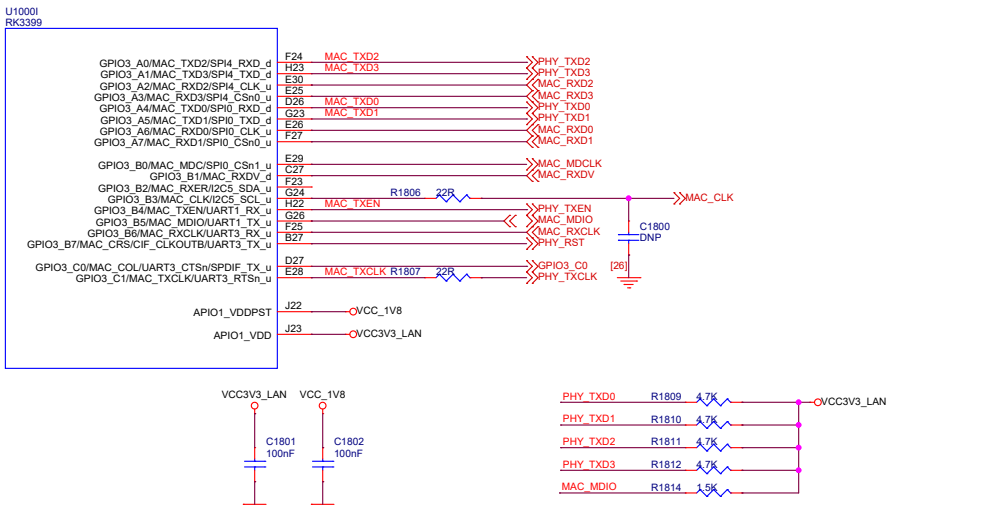 U1000I
RK3399
GPIO3_A0/MAC_TXD2/SPI4_RXD_d F24 MAC_TXD2 PHY_TXD2
GPIO3_A1/MAC_TXD3/SPI4_TXD_d H23 MAC_TXD3 PHY_TXD3
GPIO3_A2/MAC_RXD2/SPI4_CLK_u E30 MAC_RXD2
GPIO3_A3/MAC_RXD3/SPI4_CSn0_u E25 MAC_RXD3
GPIO3_A4/MAC_TXD0/SPI0_RXD_d D26 MAC_TXD0 PHY_TXD0
GPIO3_A5/MAC_TXD1/SPI0_TXD_d G23 MAC_TXD1 PHY_TXD1
GPIO3_A6/MAC_RXD0/SPI0_CLK_u E26 MAC_RXD0
GPIO3_A7/MAC_RXD1/SPI0_CSn0_u F27 MAC_RXD1
GPIO3_B0/MAC_MDC/SPI0_CSn1_u E29 MAC_MDCLK
GPIO3_B1/MAC_RXDV_d C27 MAC_RXDV
GPIO3_B2/MAC_RXER/I2C5_SDA_u F23
GPIO3_B3/MAC_CLK/I2C5_SCL_u G24 R1806 22R MAC_CLK
GPIO3_B4/MAC_TXEN/UART1_RX_u H22 MAC_TXEN PHY_TXEN
GPIO3_B5/MAC_MDIO/UART1_TX_u G26 MAC_MDIO
GPIO3_B6/MAC_RXCLK/UART3_RX_u F25 MAC_RXCLK
GPIO3_B7/MAC_CRS/CIF_CLKOUTB/UART3_TX_u B27 PHY_RST
C1800
DNP
GPIO3_C0/MAC_COL/UART3_CTSn/SPDIF_TX_u D27 GPIO3_C0 [26]
GPIO3_C1/MAC_TXCLK/UART3_RTSn_u E28 MAC_TXCLK R1807 22R PHY_TXCLK
APIO1_VDDPST J22 VCC_1V8
APIO1_VDD J23 VCC3V3_LAN
VCC3V3_LAN VCC_1V8
C1801 C1802
100nF 100nF
PHY_TXD0 R1809 4.7K VCC3V3_LAN
PHY_TXD1 R1810 4.7K
PHY_TXD2 R1811 4.7K
PHY_TXD3 R1812 4.7K
MAC_MDIO R1814 1.5K